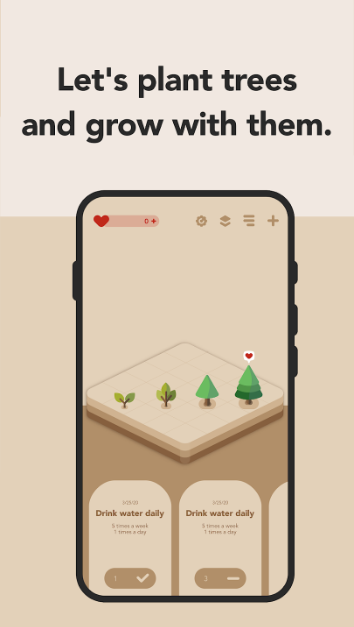 Let's plant trees
and grow with them.
0 +
Drink water daily
5 times a week
1 times a day
Drink water daily
5 times a week
1 times a day